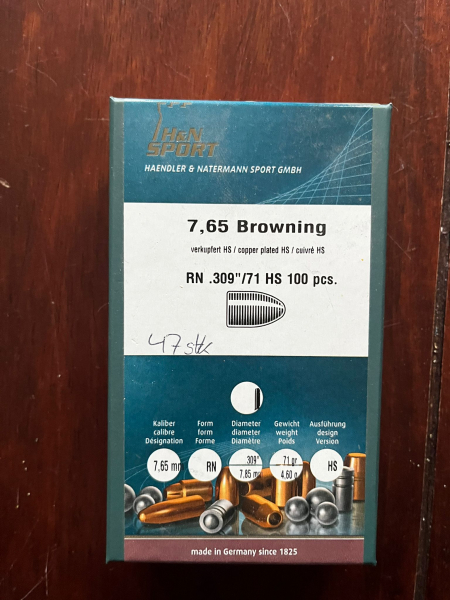 H&N
SPORT
HAENDLER & NATERMANN SPORT GMBH
7,65 Browning
verkupfert HS / copper plated HS / cuivré HS
RN .309"/71 HS 100 pcs.
47 stk
Kaliber Form Diameter Gewicht Ausführung
calibre form diameter weight design
Désignation Forme Diamètre Poids Version
7,65 mm RN .309" 71 gr HS
7.85 mm 4.60 g
made in Germany since 1825